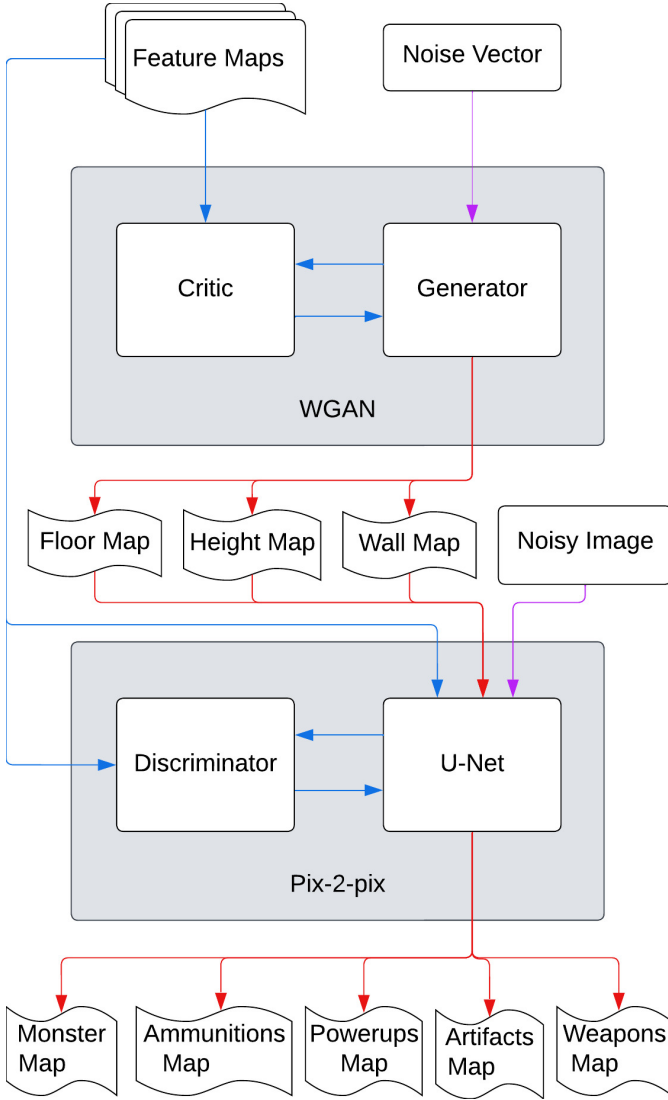 Feature Maps
Noise Vector
Critic
Generator
WGAN
Floor Map
Height Map
Wall Map
Noisy Image
Discriminator
U-Net
Pix-2-pix
Monster
Map
Ammunitions
Map
Powerups
Map
Artifacts
Map
Weapons
Map